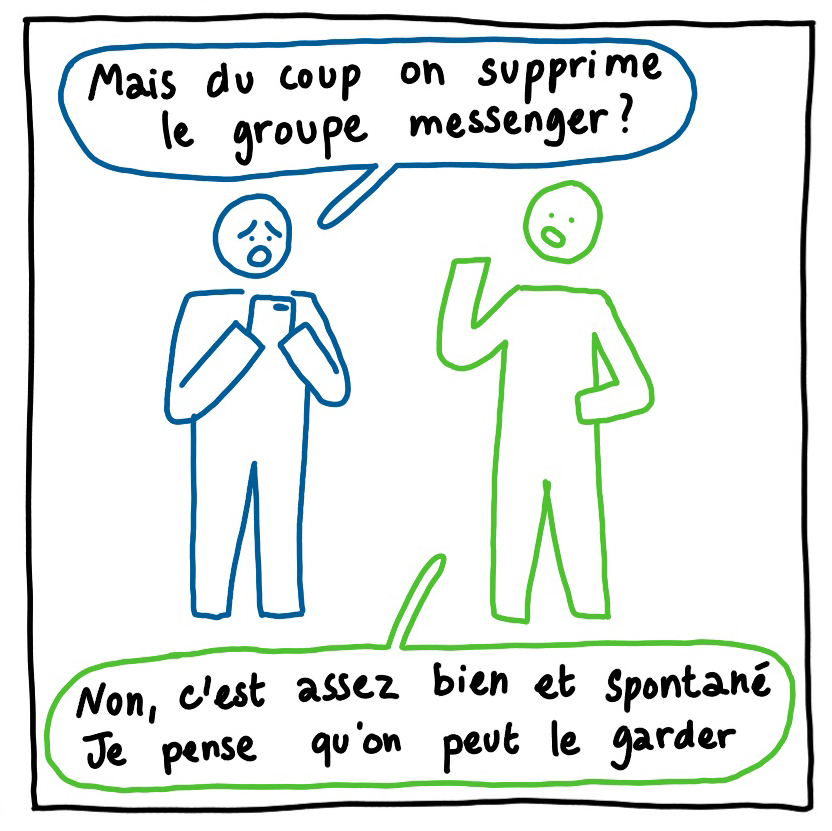 Mais du coup on supprime
le groupe messenger?
Non, c'est assez bien et spontané
Je pense qu'on peut le garder